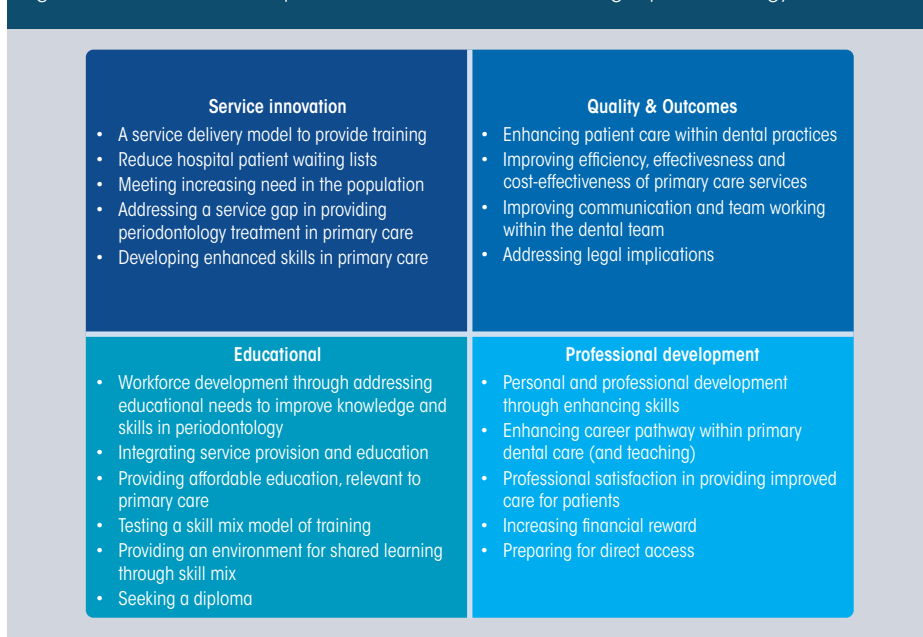 Service innovation
• A service delivery model to provide training
• Reduce hospital patient waiting lists
• Meeting increasing need in the population
• Addressing a service gap in providing
periodontology treatment in primary care
• Developing enhanced skills in primary care
Quality & Outcomes
• Enhancing patient care within dental practices
• Improving efficiency, effectivesness and
cost-effectiveness of primary care services
• Improving communication and team working
within the dental team
• Addressing legal implications
Educational
• Workforce development through addressing
educational needs to improve knowledge and
skills in periodontology
• Integrating service provision and education
• Providing affordable education, relevant to
primary care
• Testing a skill mix model of training
• Providing an environment for shared learning
through skill mix
• Seeking a diploma
Professional development
• Personal and professional development
through enhancing skills
• Enhancing career pathway within primary
dental care (and teaching)
• Professional satisfaction in providing improved
care for patients
• Increasing financial reward
• Preparing for direct access